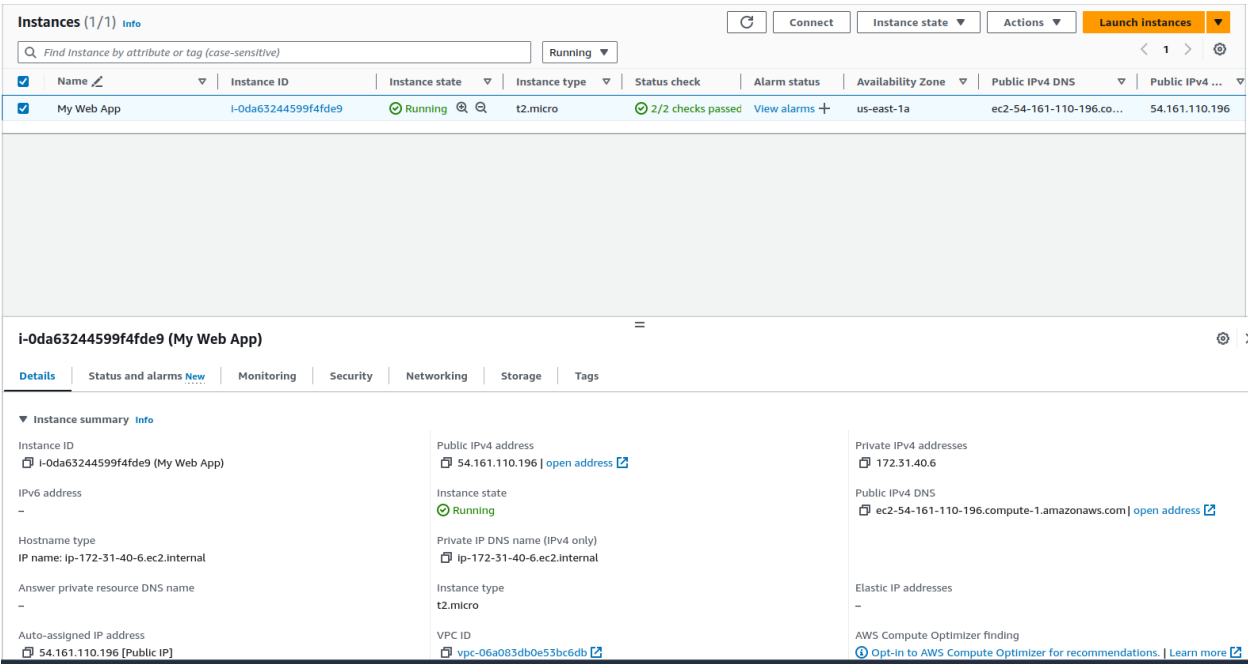 Instances (1/1) Info
Connect
Instance state
Actions
Launch instances
Find Instance by attribute or tag (case-sensitive)
Running
1
Name Instance ID Instance state Instance type Status check Alarm status Availability Zone Public IPv4 DNS Public IPv4 ...
My Web App i-0da63244599f4fde9 Running t2.micro 2/2 checks passed View alarms + us-east-1a ec2-54-161-110-196.co... 54.161.110.196
i-0da63244599f4fde9 (My Web App)
Details Status and alarms New Monitoring Security Networking Storage Tags
Instance summary Info
Instance ID
i-0da63244599f4fde9 (My Web App)
Public IPv4 address
54.161.110.196 | open address
Private IPv4 addresses
172.31.40.6
IPv6 address
–
Instance state
Running
Public IPv4 DNS
ec2-54-161-110-196.compute-1.amazonaws.com | open address
Hostname type
IP name: ip-172-31-40-6.ec2.internal
Private IP DNS name (IPv4 only)
ip-172-31-40-6.ec2.internal
Answer private resource DNS name
–
Instance type
t2.micro
Elastic IP addresses
–
Auto-assigned IP address
54.161.110.196 [Public IP]
VPC ID
vpc-06a083db0e53bc6db
AWS Compute Optimizer finding
Opt-in to AWS Compute Optimizer for recommendations. | Learn more